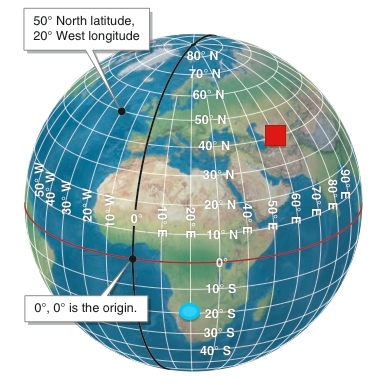 50° North latitude,
20° West longitude
80° N
70° N
60° N
50° N
40° N
30° N
20° N
10° N
50° W
40° W
30° W
20° W
10° W
0°
10° E
20° E
30° E
40° E
50° E
60° E
70° E
80° E
90° E
0°
10° S
20° S
30° S
40° S
0°, 0° is the origin.